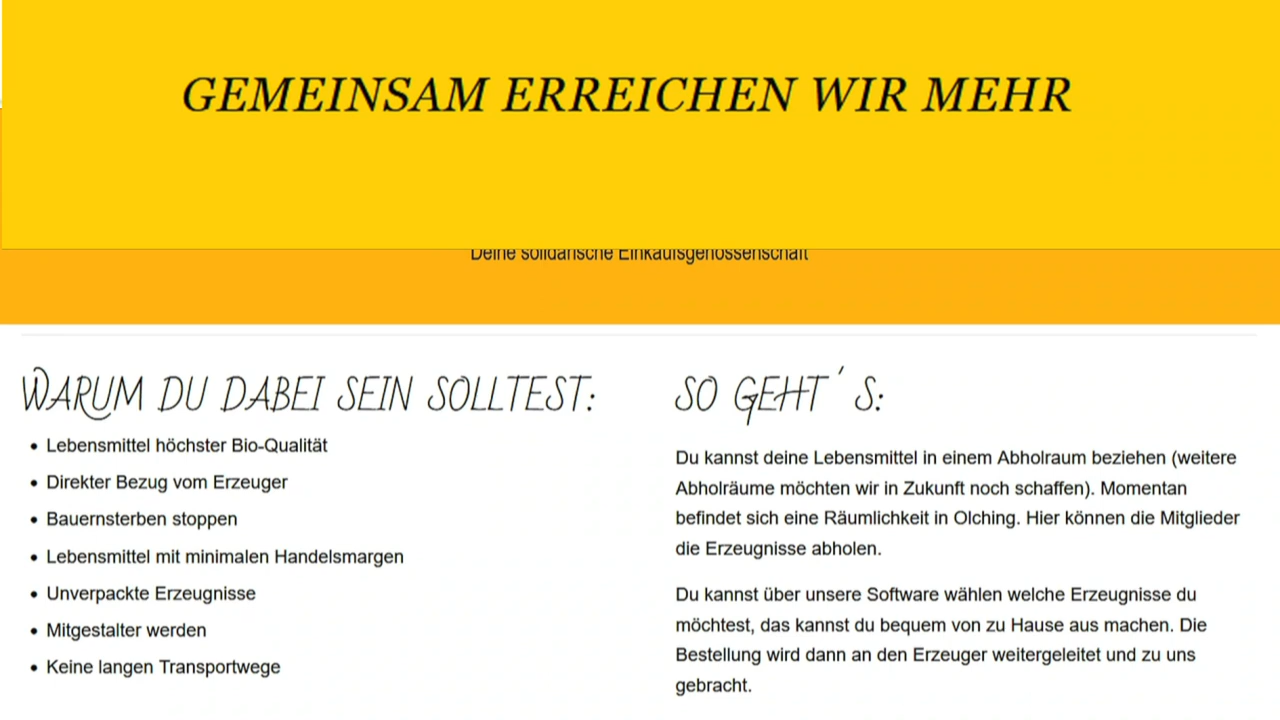 GEMEINSAM ERREICHEN WIR MEHR
Deine solidarische Einkaufsgenossenschaft
WARUM DU DABEI SEIN SOLLTEST:
• Lebensmittel höchster Bio-Qualität
• Direkter Bezug vom Erzeuger
• Bauernsterben stoppen
• Lebensmittel mit minimalen Handelsmargen
• Unverpackte Erzeugnisse
• Mitgestalter werden
• Keine langen Transportwege
SO GEHT´S:
Du kannst deine Lebensmittel in einem Abholraum beziehen (weitere
Abholräume möchten wir in Zukunft noch schaffen). Momentan
befindet sich eine Räumlichkeit in Olching. Hier können die Mitglieder
die Erzeugnisse abholen.
Du kannst über unsere Software wählen welche Erzeugnisse du
möchtest, das kannst du bequem von zu Hause aus machen. Die
Bestellung wird dann an den Erzeuger weitergeleitet und zu uns
gebracht.